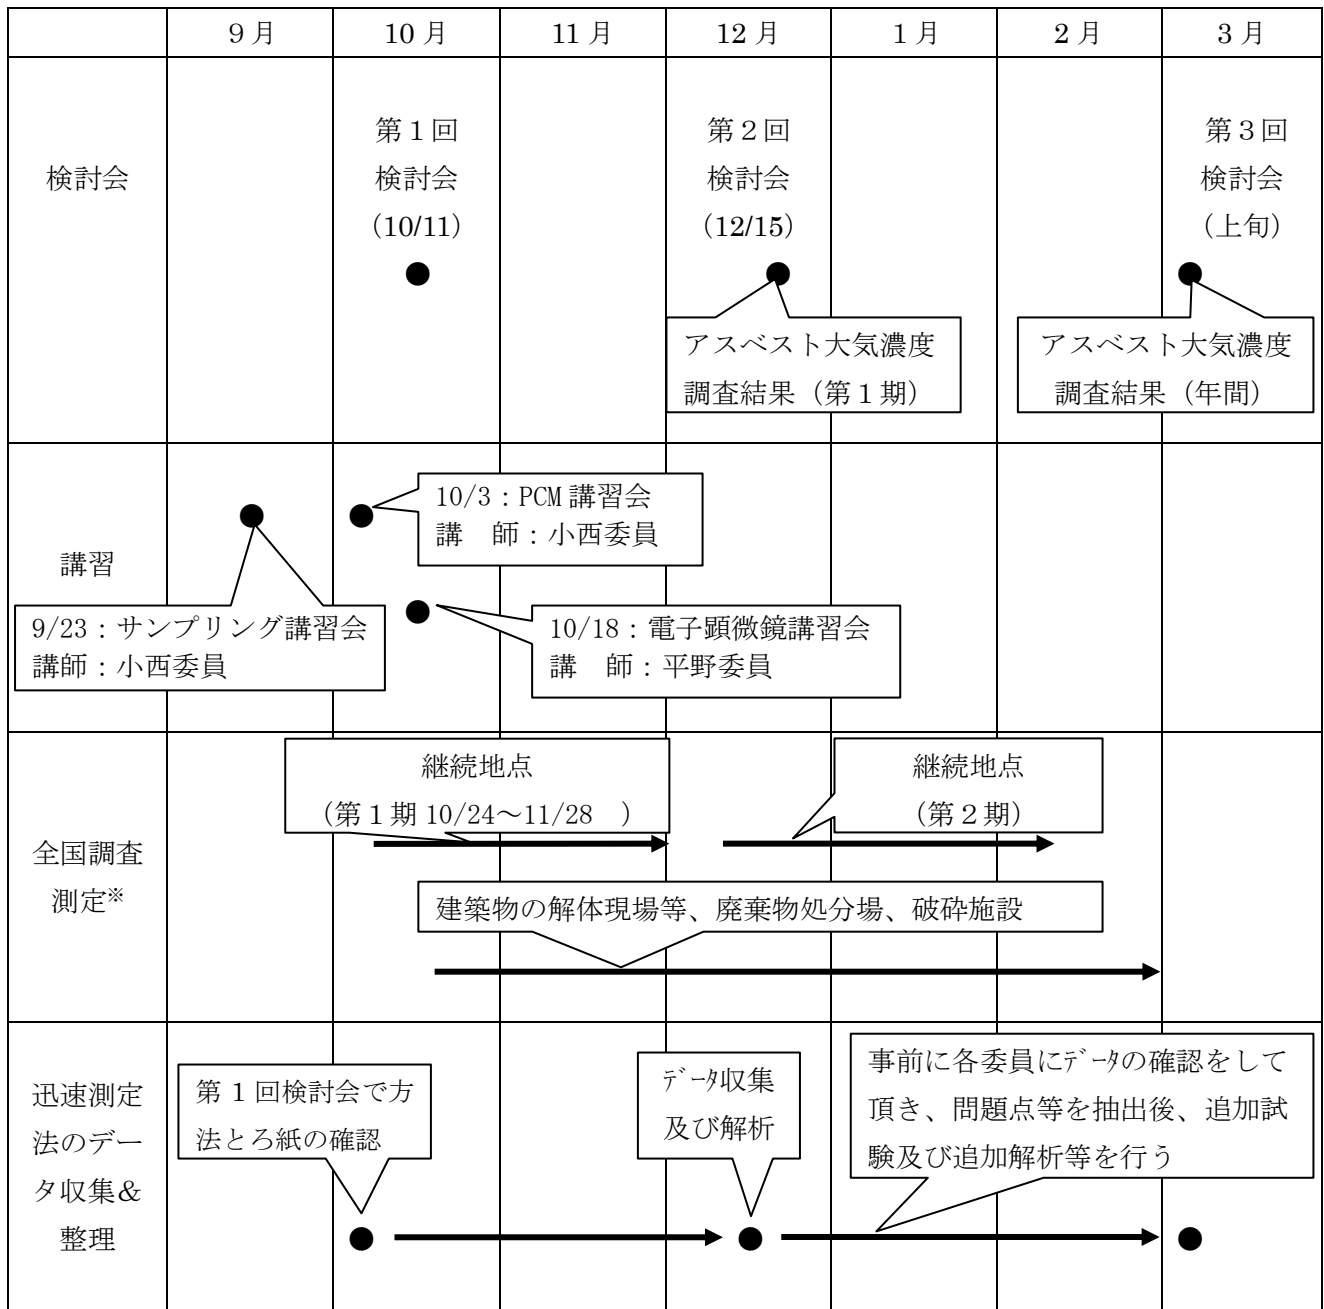 9月
10月
11月
12月
1月
2月
3月
検討会
第１回
検討会
(10/11)
第２回
検討会
(12/15)
第３回
検討会
(上旬)
アスベスト大気濃度
調査結果（第１期）
アスベスト大気濃度
調査結果（年間）
講習
10/3：PCM講習会
講　師：小西委員
9/23：サンプリング講習会
講師：小西委員
10/18：電子顕微鏡講習会
講　師：平野委員
全国調査
測定※
継続地点
（第１期 10/24～11/28　）
継続地点
（第２期）
建築物の解体現場等、廃棄物処分場、破砕施設
迅速測定
法のデー
タ収集＆
整理
第１回検討会で方
法とろ紙の確認
ﾃﾞｰﾀ収集
及び解析
事前に各委員にﾃﾞｰﾀの確認をして
頂き、問題点等を抽出後、追加試
験及び追加解析等を行う